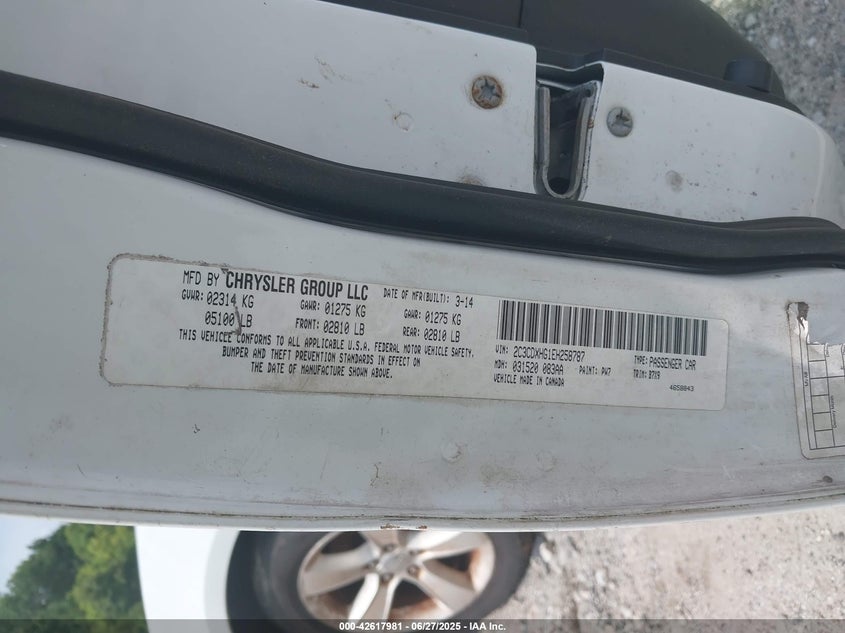 MFD BY CHRYSLER GROUP LLC
DATE OF MFR(BUILT): 3-14
GVWR: 02314 KG
GAWR: 01275 KG
GAWR: 01275 KG
05100 LB
FRONT: 02810 LB
REAR: 02810 LB
THIS VEHICLE CONFORMS TO ALL APPLICABLE U.S.A. FEDERAL MOTOR VEHICLE SAFETY,
BUMPER AND THEFT PREVENTION STANDARDS IN EFFECT ON
THE DATE OF MANUFACTURE SHOWN ABOVE.
VIN: 2C3CDXHG1EH258787
TYPE: PASSENGER CAR
MDH: 031520 083AA
PAINT: PW7
TRIM: B7X9
VEHICLE MADE IN CANADA
4658843
000-42617981 - 06/27/2025 - IAA Inc.